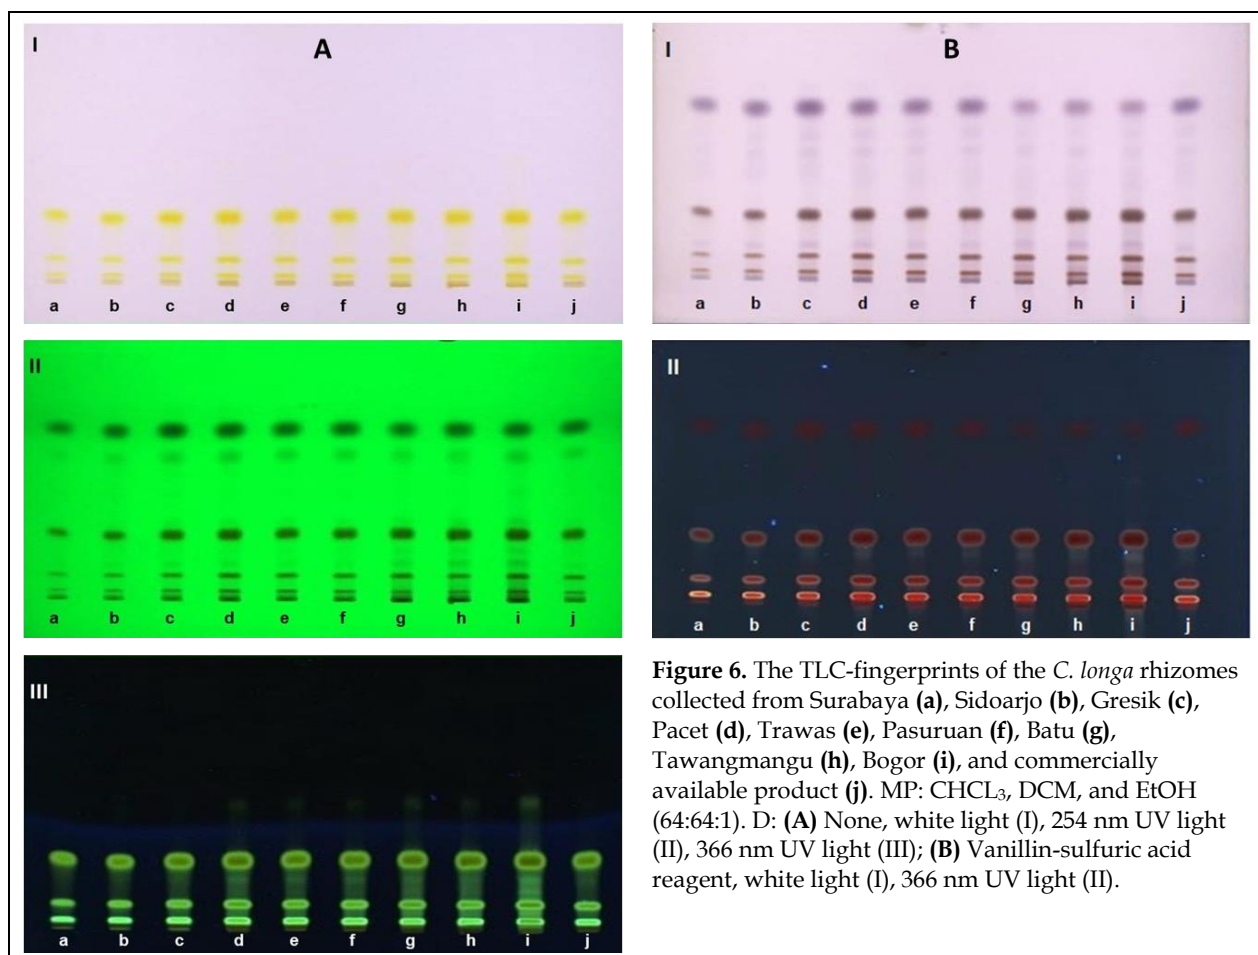 I A
a b c d e f g h i j
II
a b c d e f g h i j
III
a b c d e f g h i j
I B
a b c d e f g h i j
II
a b c d e f g h i j
Figure 6. The TLC-fingerprints of the C. longa rhizomes
collected from Surabaya (a), Sidoarjo (b), Gresik (c),
Pacet (d), Trawas (e), Pasuruan (f), Batu (g),
Tawangmangu (h), Bogor (i), and commercially
available product (j). MP: CHCL₃, DCM, and EtOH
(64:64:1). D: (A) None, white light (I), 254 nm UV light
(II), 366 nm UV light (III); (B) Vanillin-sulfuric acid
reagent, white light (I), 366 nm UV light (II).